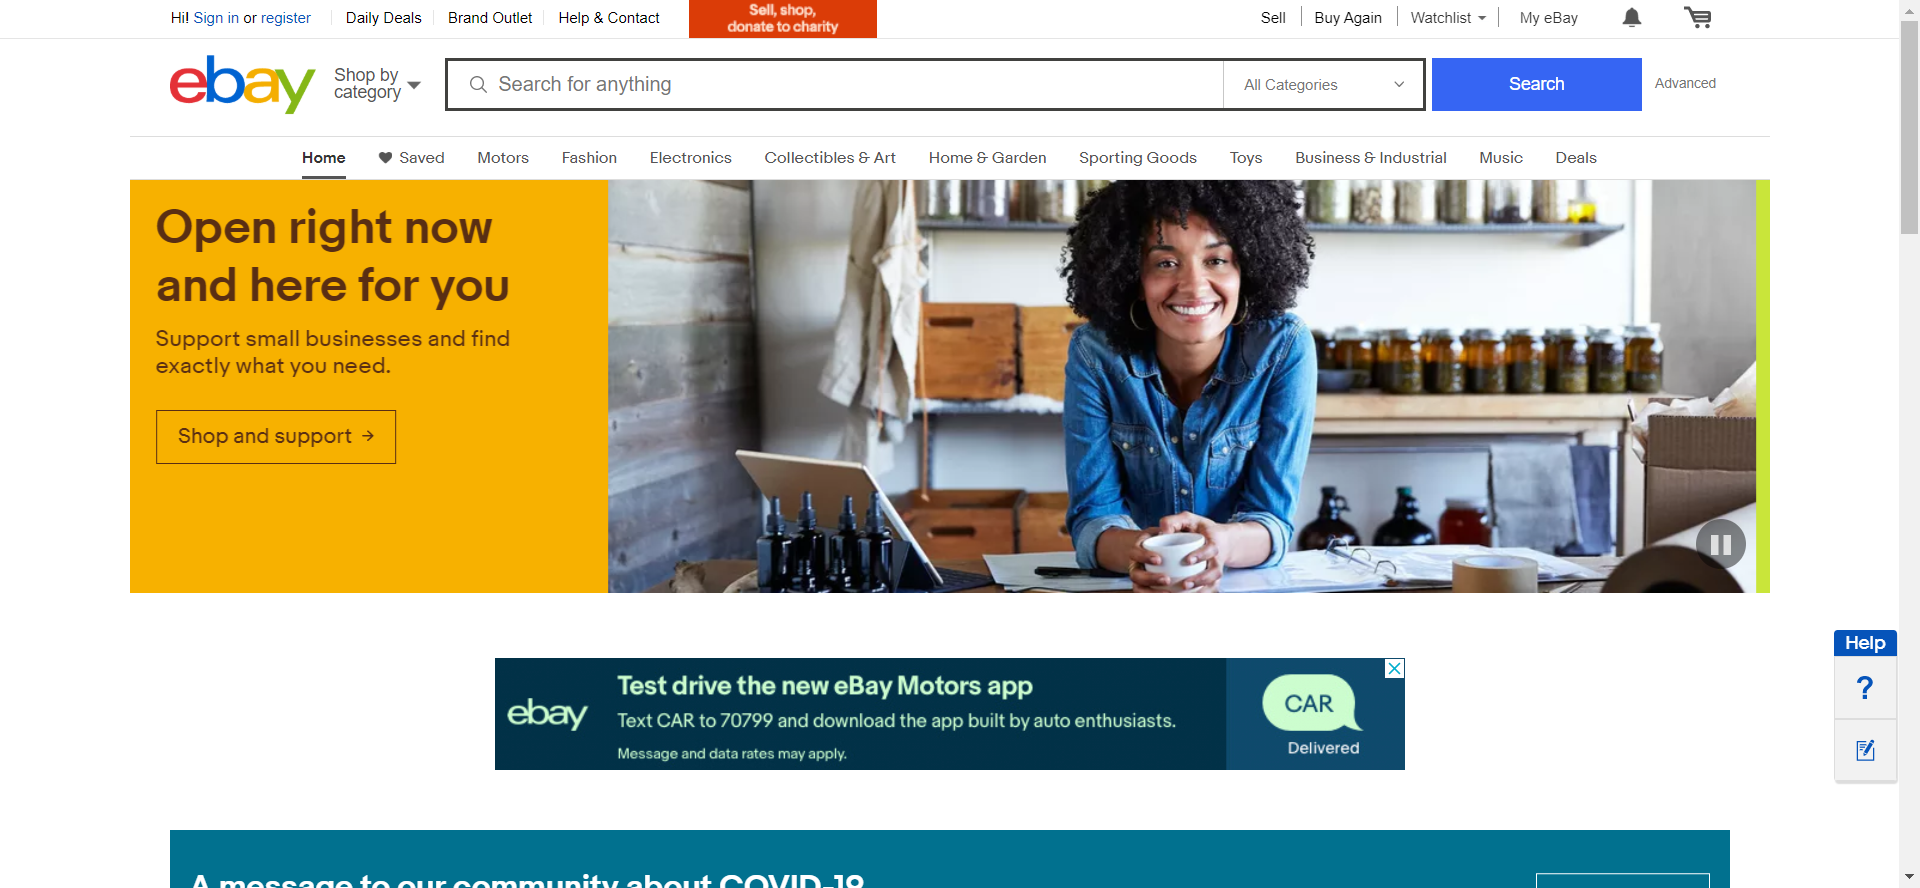 Hi! Sign in or register
Daily Deals
Brand Outlet
Help & Contact
Sell, shop,
donate to charity
Sell
Buy Again
Watchlist
My eBay
ebay
Shop by
category
Search for anything
All Categories
Search
Advanced
Home
Saved
Motors
Fashion
Electronics
Collectibles & Art
Home & Garden
Sporting Goods
Toys
Business & Industrial
Music
Deals
Open right now
and here for you
Support small businesses and find
exactly what you need.
Shop and support →
ebay
Test drive the new eBay Motors app
Text CAR to 70799 and download the app built by auto enthusiasts.
Message and data rates may apply.
CAR
Delivered
Help
?
A message to our community about COVID-19